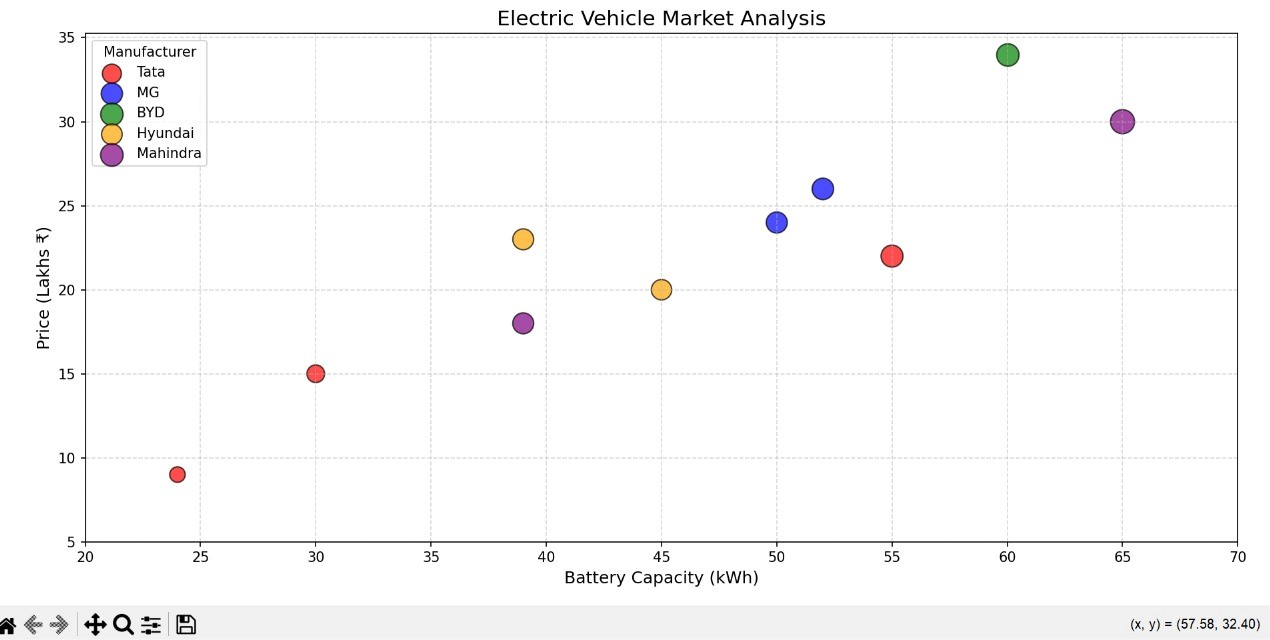 Electric Vehicle Market Analysis
Manufacturer
Tata
MG
BYD
Hyundai
Mahindra
35
30
25
20
15
10
5
Price (Lakhs ₹)
20 25 30 35 40 45 50 55 60 65 70
Battery Capacity (kWh)
(x, y) = (57.58, 32.40)